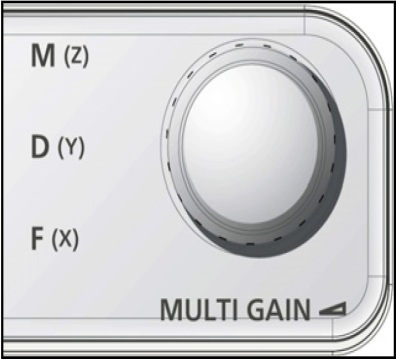 M (Z)
D (Y)
F (X)
MULTI GAIN